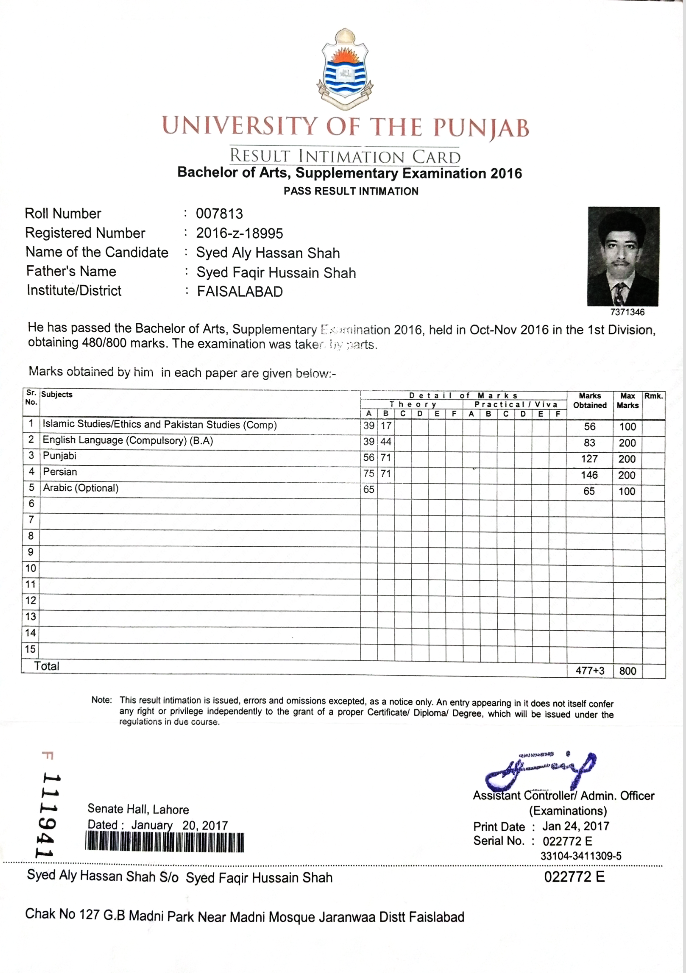 UNIVERSITY OF THE PUNJAB
RESULT INTIMATION CARD
Bachelor of Arts, Supplementary Examination 2016
PASS RESULT INTIMATION
Roll Number : 007813
Registered Number : 2016-z-18995
Name of the Candidate : Syed Aly Hassan Shah
Father's Name : Syed Faqir Hussain Shah
Institute/District : FAISALABAD
7371346
He has passed the Bachelor of Arts, Supplementary Examination 2016, held in Oct-Nov 2016 in the 1st Division,
obtaining 480/800 marks. The examination was taken by parts.
Marks obtained by him in each paper are given below:-
Sr. No. Subjects Detail of Marks Marks Obtained Max Marks Rmk.
Theory Practical / Viva
A B C D E F A B C D E F
1 Islamic Studies/Ethics and Pakistan Studies (Comp) 39 17 56 100
2 English Language (Compulsory) (B.A) 39 44 83 200
3 Punjabi 56 71 127 200
4 Persian 75 71 146 200
5 Arabic (Optional) 65 65 100
6
7
8
9
10
11
12
13
14
15
Total 477+3 800
Note: This result intimation is issued, errors and omissions excepted, as a notice only. An entry appearing in it does not itself confer
any right or privilege independently to the grant of a proper Certificate/ Diploma/ Degree, which will be issued under the
regulations in due course.
F 111941
Senate Hall, Lahore
Dated : January 20, 2017
Assistant Controller/ Admin. Officer
(Examinations)
Print Date : Jan 24, 2017
Serial No. : 022772 E
33104-3411309-5
Syed Aly Hassan Shah S/o Syed Faqir Hussain Shah 022772 E
Chak No 127 G.B Madni Park Near Madni Mosque Jaranwaa Distt Faislabad